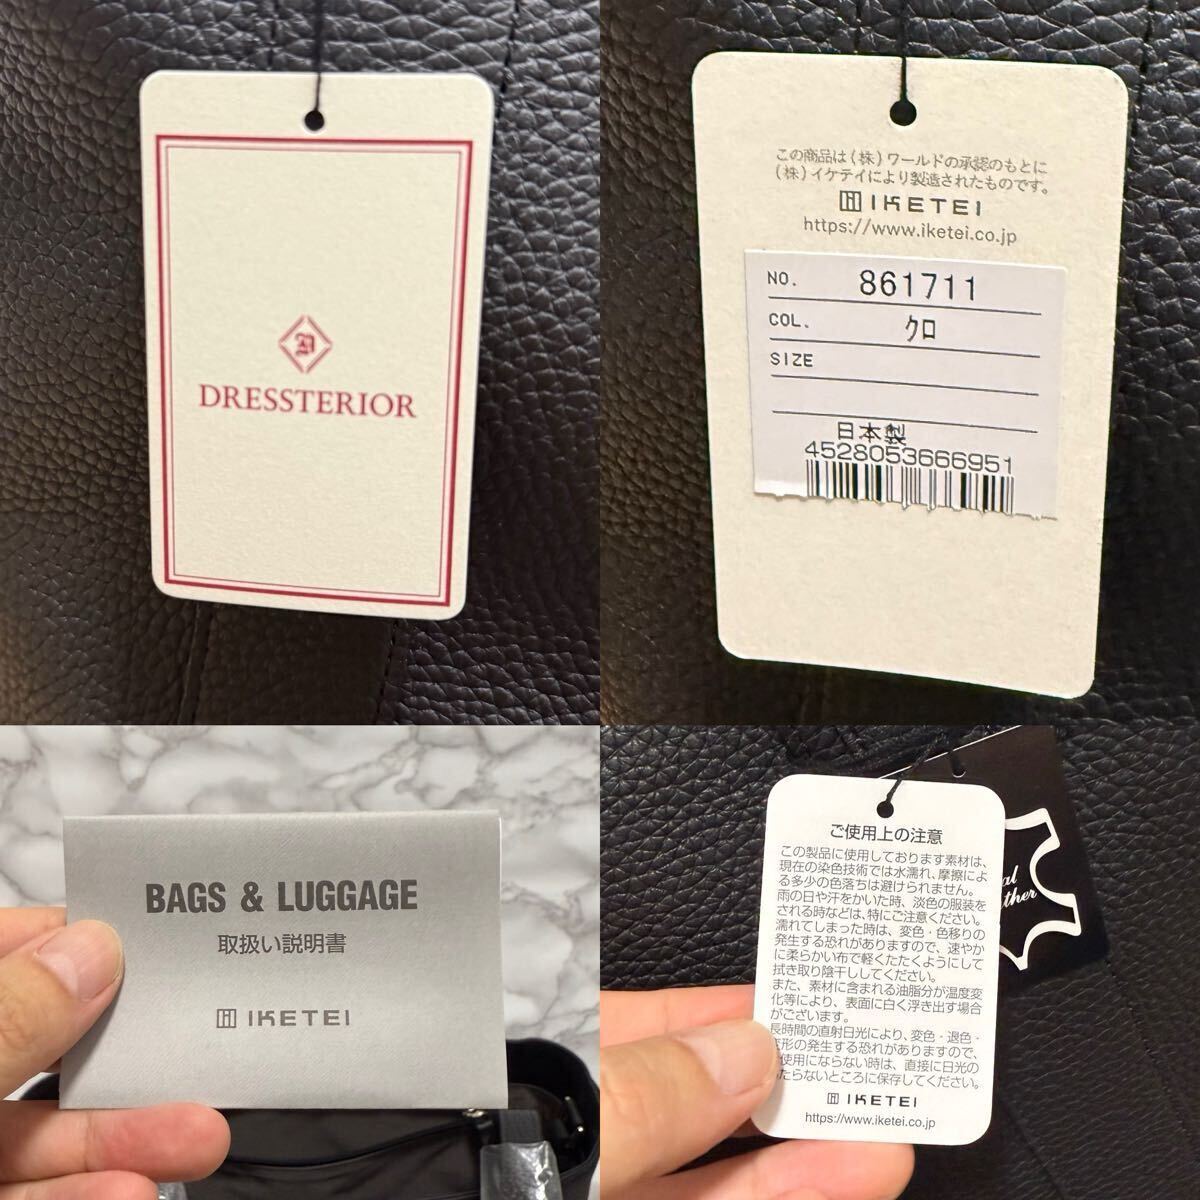 DRESSTERIOR
この商品は(株)ワールドの承認のもとに
(株)イケテイにより製造されたものです。
IKETEI
https://www.iketei.co.jp
NO. 861711
COL. クロ
SIZE
日本製
4528053666951
BAGS & LUGGAGE
取扱い説明書
IKETEI
ご使用上の注意
この製品に使用しております素材は、
現在の染色技術では水濡れ、摩擦によ
る多少の色落ちは避けられません。
雨の日や汗をかいた時、淡色の服装を
される時などは、特にご注意ください。
濡れてしまった時は、変色・色移りの
発生する恐れがありますので、速やか
に柔らかい布で軽くたたくようにして
拭き取り陰干ししてください。
また、素材に含まれる油脂分が温度変
化等により、表面に白く浮き出す場合
がございます。
長時間の直射日光により、変色・退色・
変形の発生する恐れがありますので、
ご使用にならない時は、直接に日光の
たらないところに保存してください。
IKETEI
https://www.iketei.co.jp